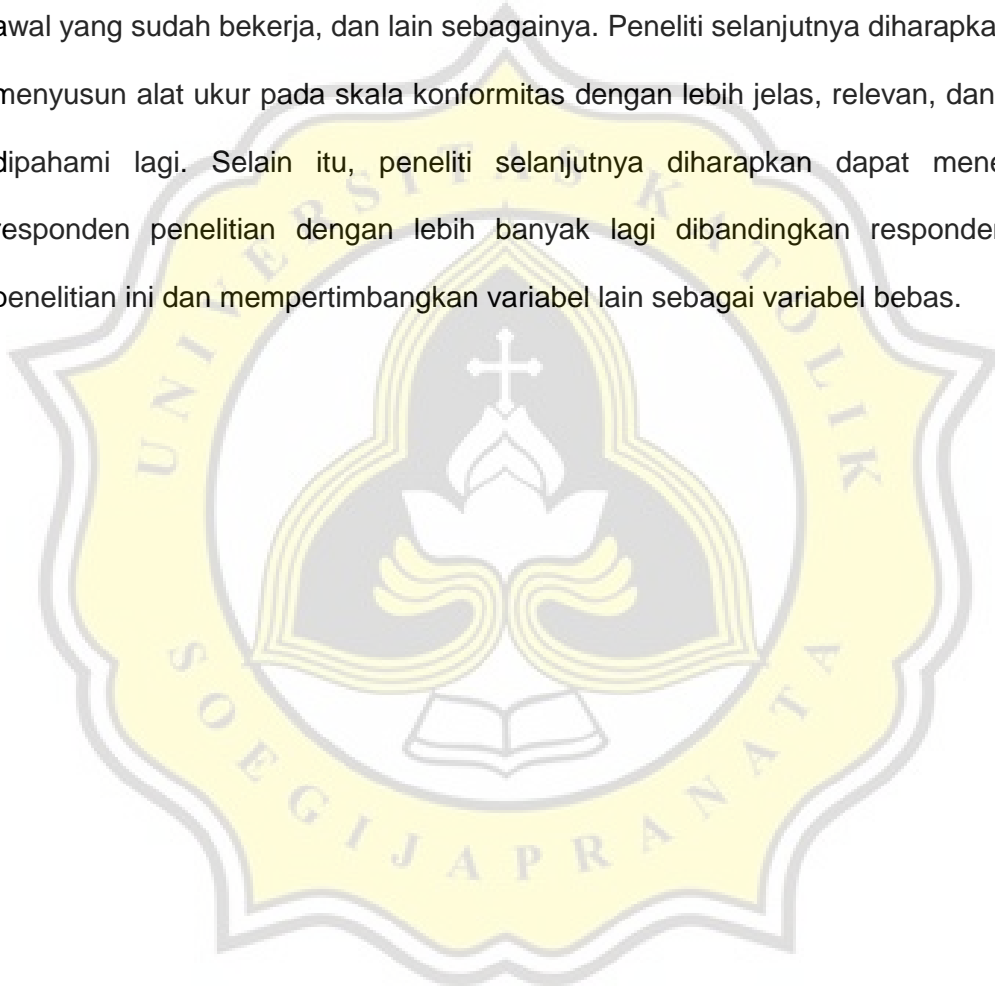 awal yang sudah bekerja, dan lain sebagainya. Peneliti selanjutnya diharapka
menyusun alat ukur pada skala konformitas dengan lebih jelas, relevan, dan
dipahami lagi. Selain itu, peneliti selanjutnya diharapkan dapat mene
responden penelitian dengan lebih banyak lagi dibandingkan responden
penelitian ini dan mempertimbangkan variabel lain sebagai variabel bebas.
UNIVERSITAS KATOLIK
SOEGIJAPRANATA